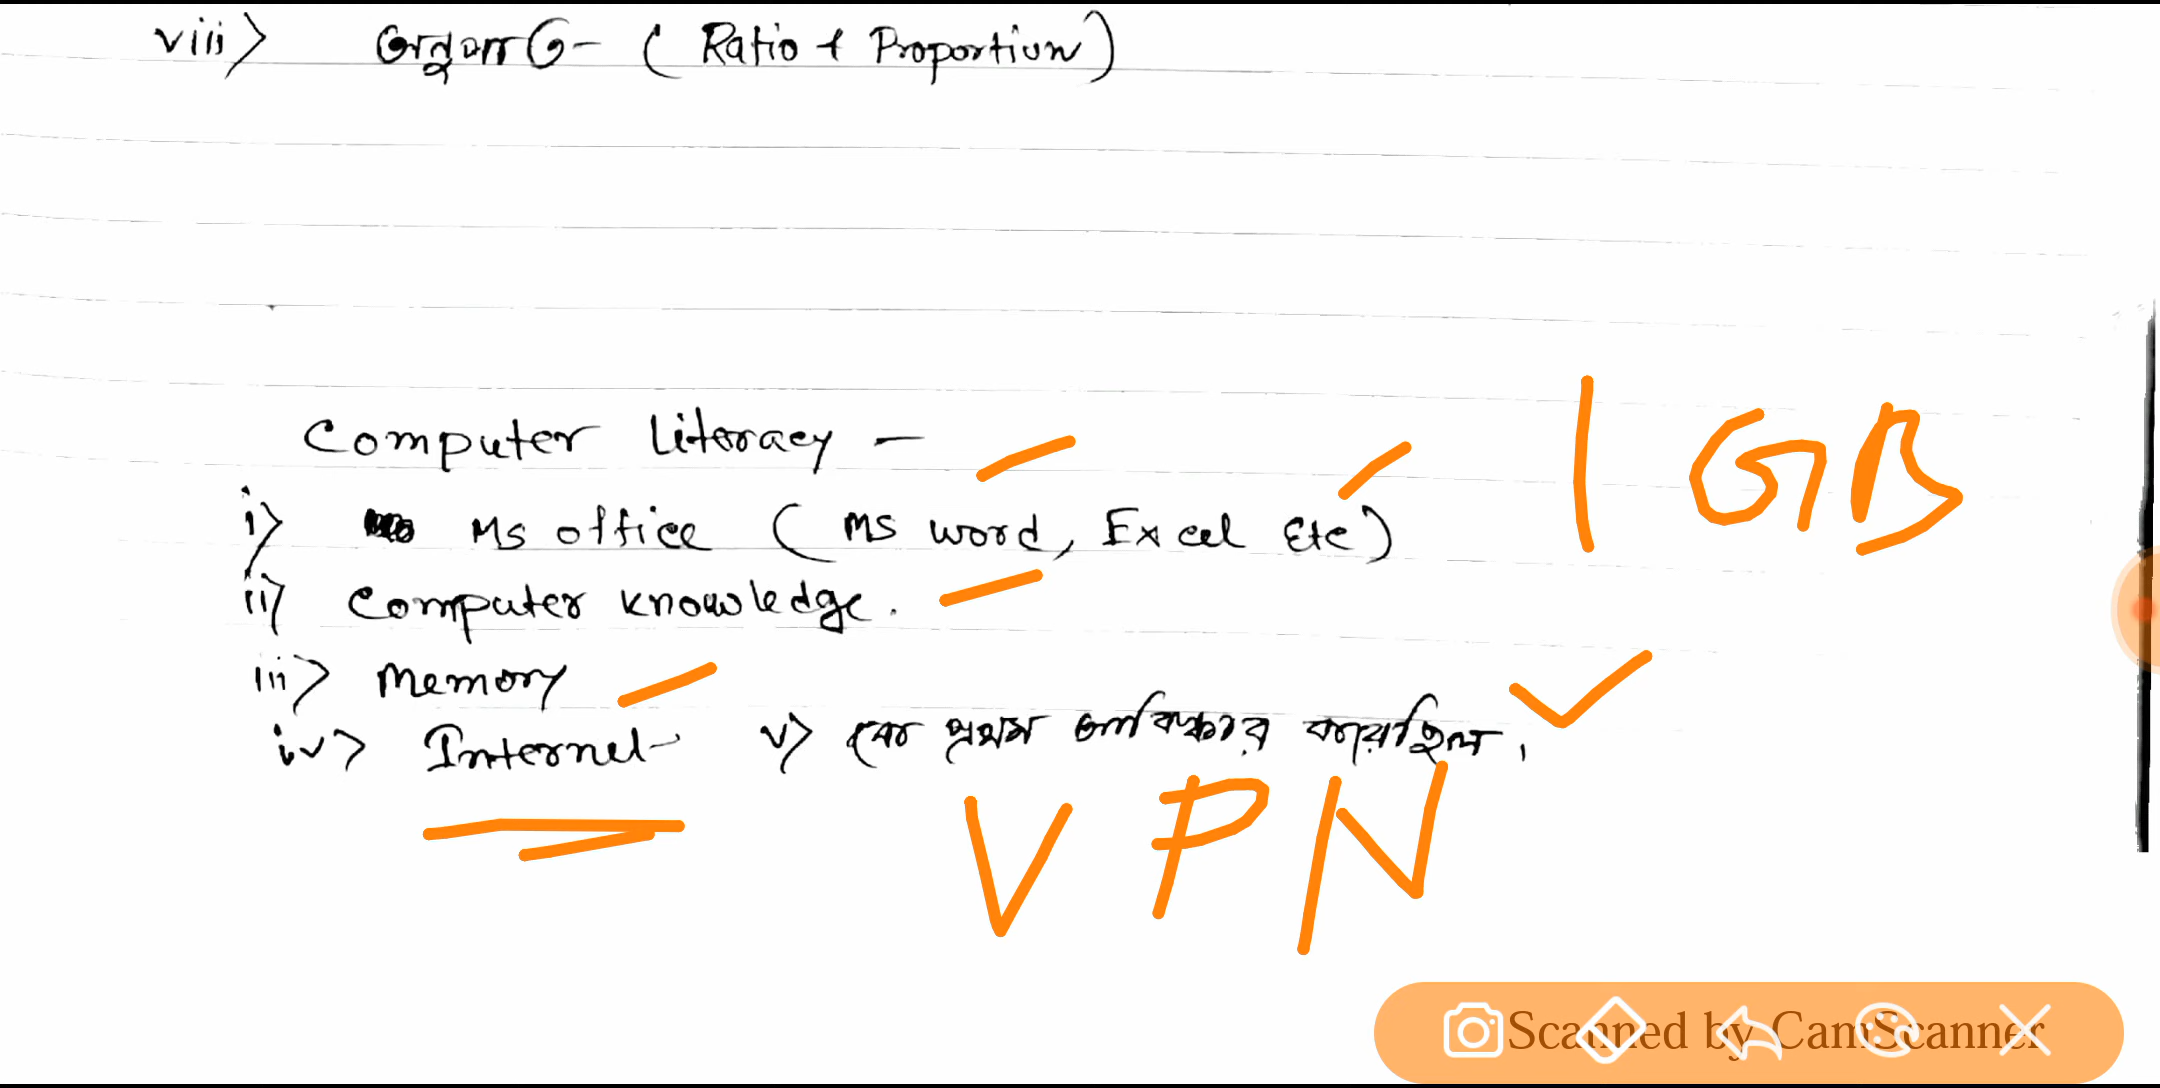 viii> অনুপাত - (Ratio & Proportion)
Computer Literacy -
i> MS office (MS word, Excel Etc)
1 GB
ii> Computer knowledge.
iii> Memory
iv> Internet v> কে প্রথম আবিষ্কার করেছিল,
VPN
Scanned by CamScanner